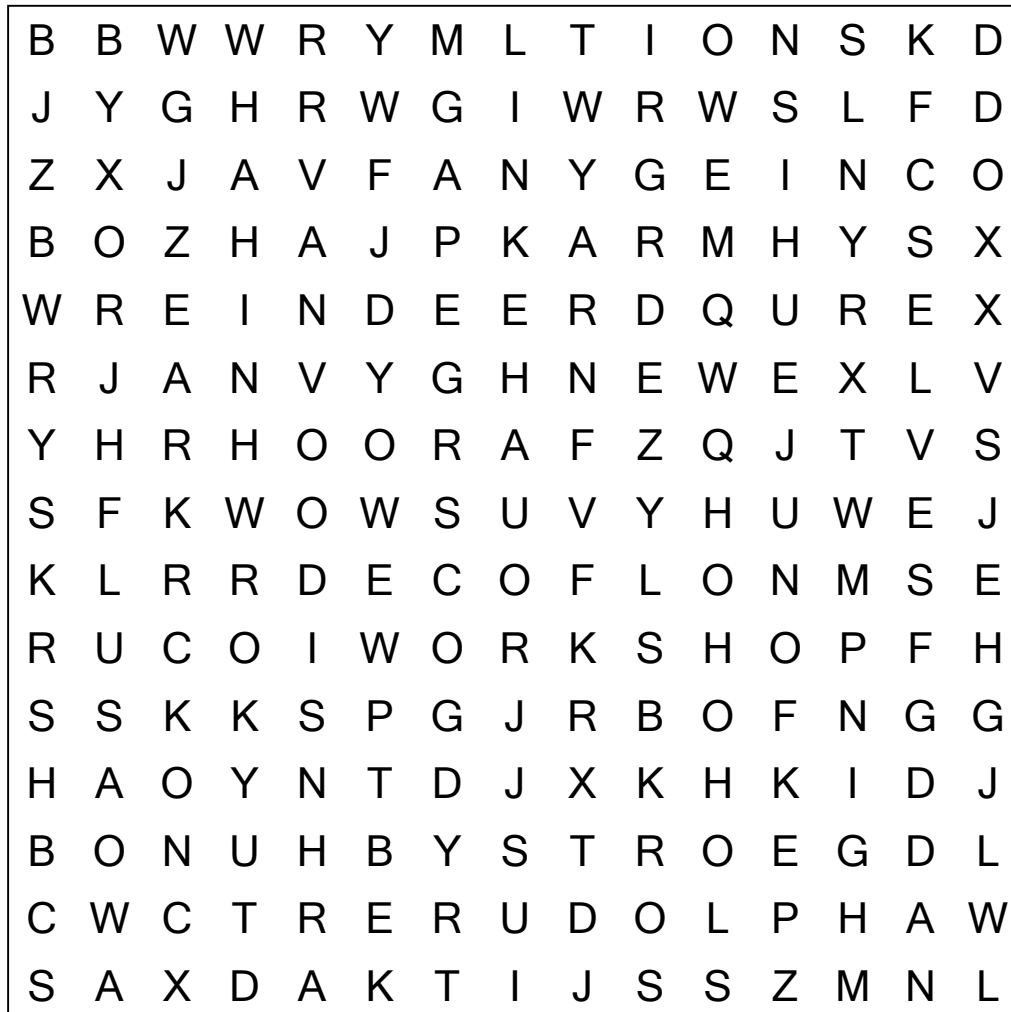 B B W W R Y M L T I O N S K D
J Y G H R W G I W R W S L F D
Z X J A V F A N Y G E I N C O
B O Z H A J P K A R M H Y S X
W R E I N D E E R D Q U R E X
R J A N V Y G H N E W E X L V
Y H R H O O R A F Z Q J T V S
S F K W O W S U V Y H U W E J
K L R R D E C O F L O N M S E
R U C O I W O R K S H O P F H
S S K K S P G J R B O F N G G
H A O Y N T D J X K H K I D J
B O N U H B Y S T R O E G D L
C W C T R E R U D O L P H A W
S A X D A K T I J S S Z M N L